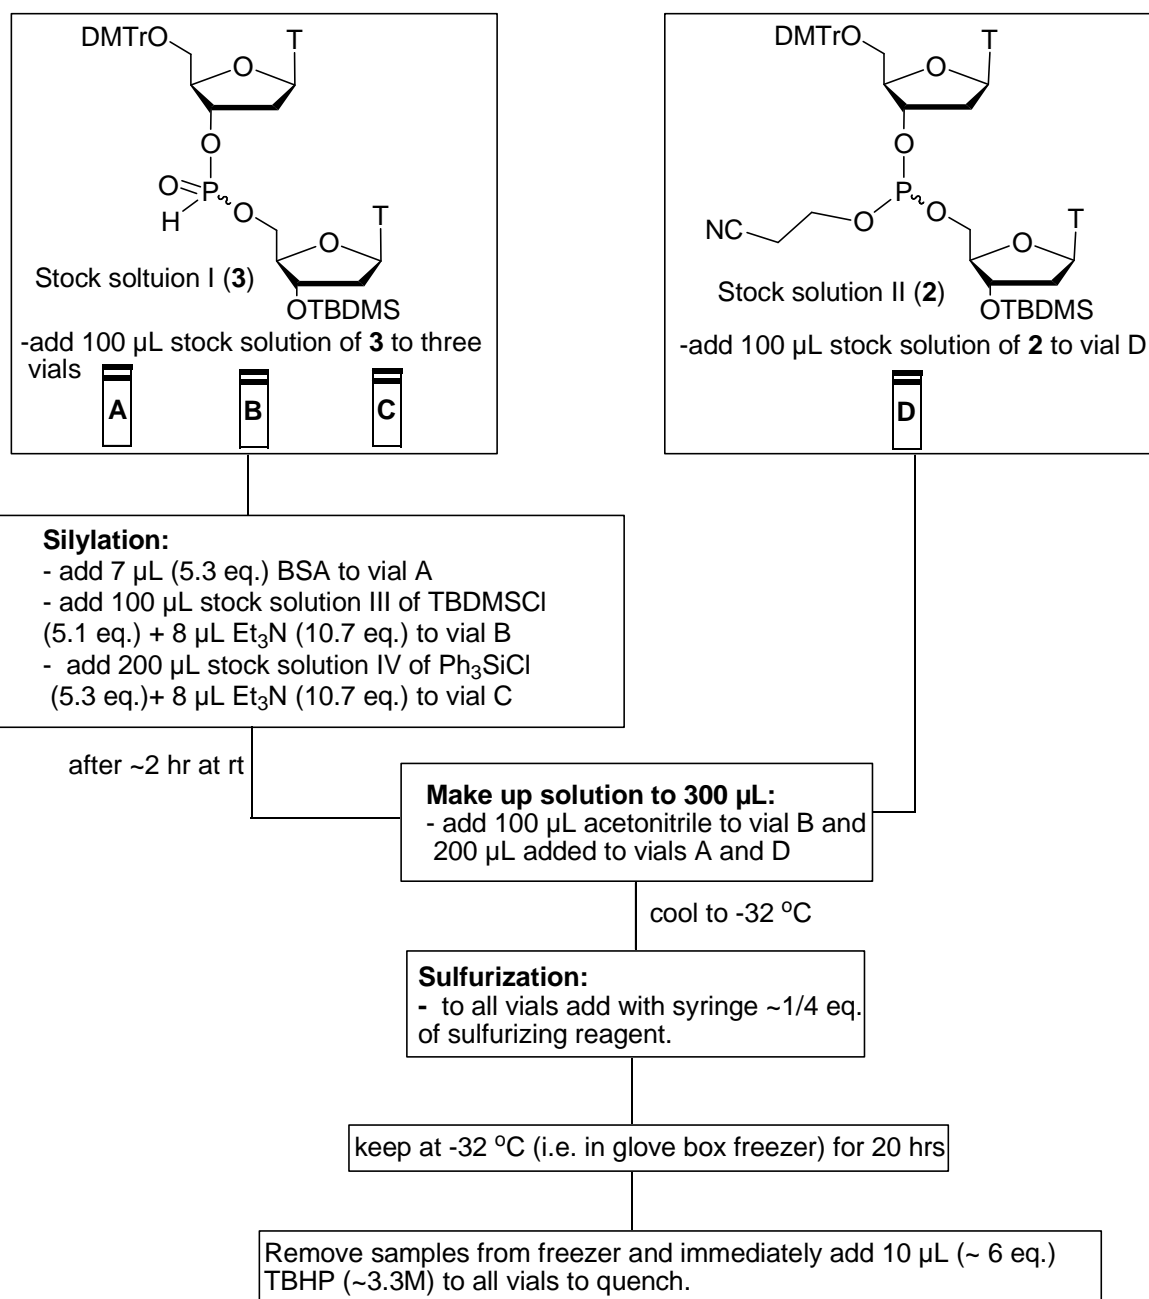 DMTrO
T
O
O
O
P
H
O
T
O
Stock soltuion I (3)
OTBDMS
-add 100 µL stock solution of 3 to three
vials
A
B
C
DMTrO
T
O
O
P
NC
O
O
T
O
Stock solution II (2)
OTBDMS
-add 100 µL stock solution of 2 to vial D
D
Silylation:
- add 7 µL (5.3 eq.) BSA to vial A
- add 100 µL stock solution III of TBDMSCl
(5.1 eq.) + 8 µL Et₃N (10.7 eq.) to vial B
- add 200 µL stock solution IV of Ph₃SiCl
(5.3 eq.)+ 8 µL Et₃N (10.7 eq.) to vial C
after ~2 hr at rt
Make up solution to 300 µL:
- add 100 µL acetonitrile to vial B and
200 µL added to vials A and D
cool to -32 °C
Sulfurization:
- to all vials add with syringe ~1/4 eq.
of sulfurizing reagent.
keep at -32 °C (i.e. in glove box freezer) for 20 hrs
Remove samples from freezer and immediately add 10 µL (~ 6 eq.)
TBHP (~3.3M) to all vials to quench.